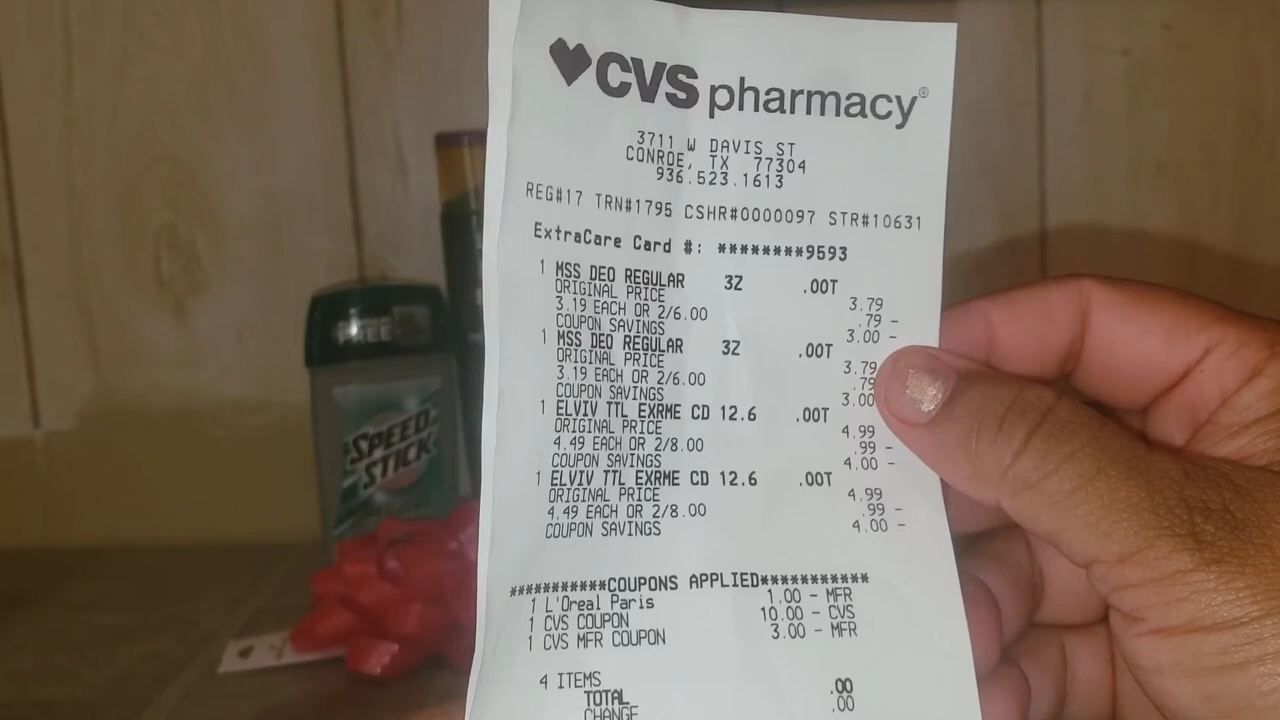 CVS pharmacy®
3711 W DAVIS ST
CONROE, TX 77304
936.523.1613
REG#17 TRN#1795 CSHR#0000097 STR#10631
ExtraCare Card #: ********9593
1 MSS DEO REGULAR 3Z .00T
ORIGINAL PRICE 3.79
3.19 EACH OR 2/6.00 .79 -
COUPON SAVINGS 3.00 -
1 MSS DEO REGULAR 3Z .00T
ORIGINAL PRICE 3.79
3.19 EACH OR 2/6.00 .79
COUPON SAVINGS 3.00
1 ELVIV TTL EXRME CD 12.6 .00T
ORIGINAL PRICE 4.99
4.49 EACH OR 2/8.00 .99 -
COUPON SAVINGS 4.00 -
1 ELVIV TTL EXRME CD 12.6 .00T
ORIGINAL PRICE 4.99
4.49 EACH OR 2/8.00 .99 -
COUPON SAVINGS 4.00 -
***********COUPONS APPLIED***********
1 L'Oreal Paris 1.00 - MFR
1 CVS COUPON 10.00 - CVS
1 CVS MFR COUPON 3.00 - MFR
4 ITEMS
TOTAL .00
CHANGE .00
FREE
SPEED
STICK